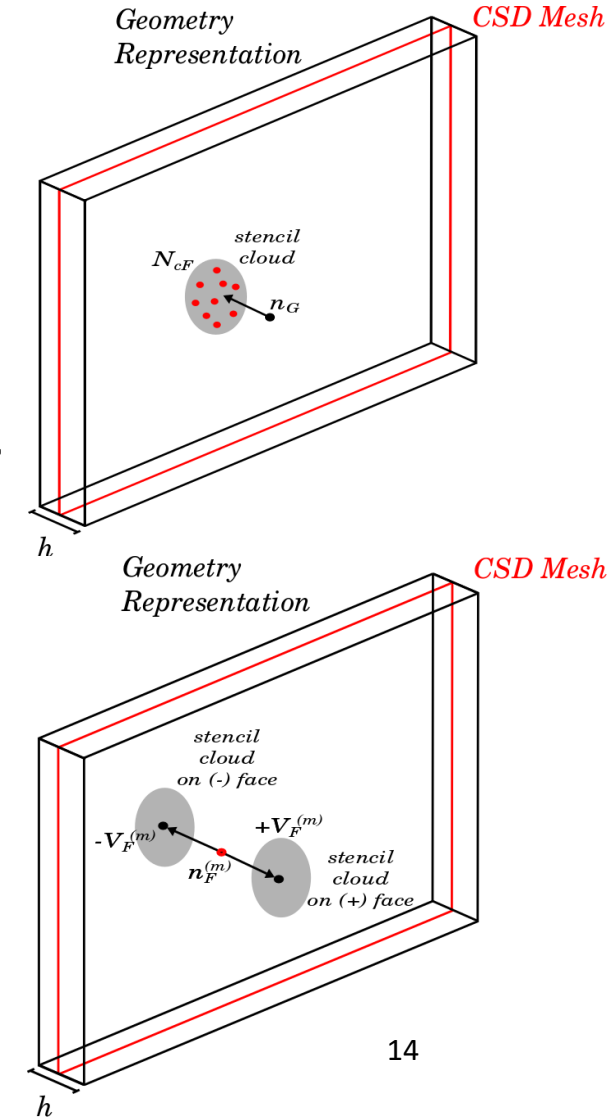 Geometry
Representation
CSD Mesh
stencil
cloud
N_cF
n_G
h
Geometry
Representation
CSD Mesh
stencil
cloud
on (-) face
-V_F^(m)
+V_F^(m)
n_F^(m)
stencil
cloud
on (+) face
14
h